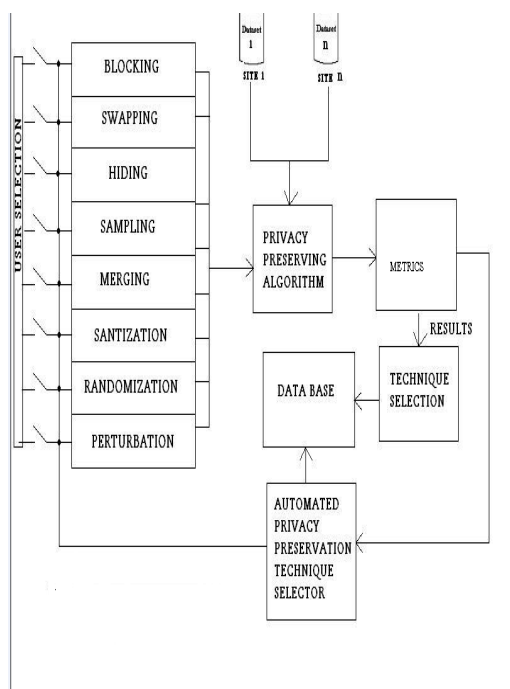 Dataset
1
SITE 1
Dataset
n
SITE n
USER SELECTION
BLOCKING
SWAPPING
HIDING
SAMPLING
MERGING
SANTIZATION
RANDOMIZATION
PERTURBATION
PRIVACY
PRESERVING
ALGORITHM
METRICS
RESULTS
TECHNIQUE
SELECTION
DATA BASE
AUTOMATED
PRIVACY
PRESERVATION
TECHNIQUE
SELECTOR